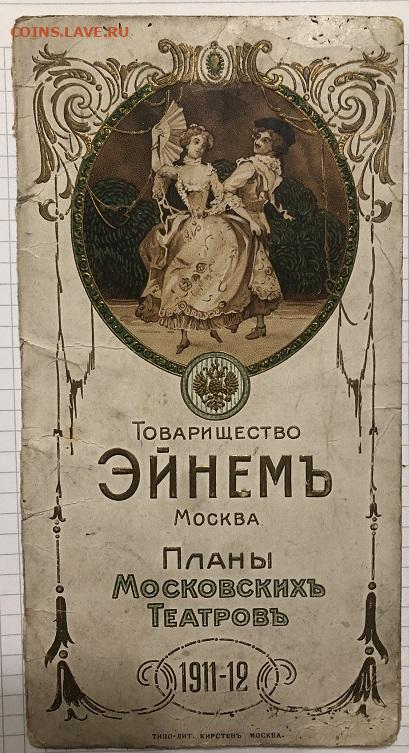 COINS.LAVE.RU
ТОВАРИЩЕСТВО
ЭЙНЕМЪ
МОСКВА
ПЛАНЫ
МОСКОВСКИХЪ
ТЕАТРОВЪ
1911-12
ТИПО-ЛИТ. КИРСТЕНЪ МОСКВА.